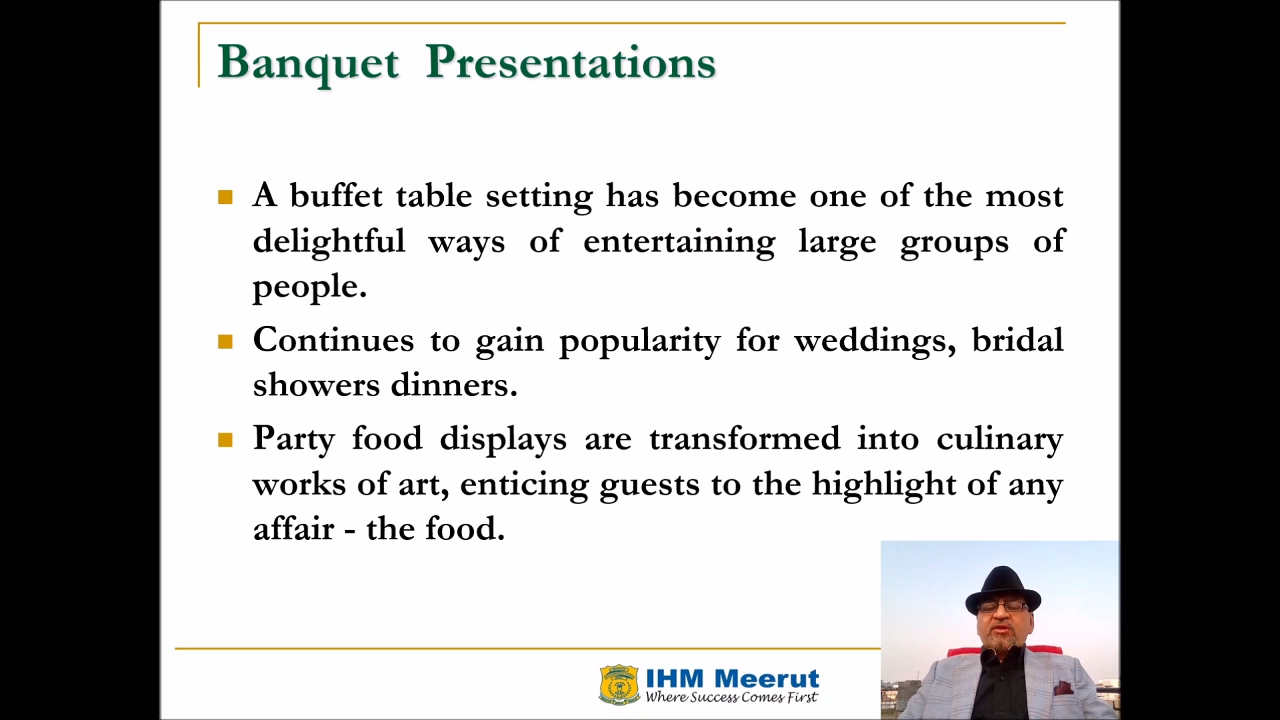 Banquet Presentations
A buffet table setting has become one of the most
delightful ways of entertaining large groups of
people.
Continues to gain popularity for weddings, bridal
showers dinners.
Party food displays are transformed into culinary
works of art, enticing guests to the highlight of any
affair - the food.
IHM Meerut
Where Success Comes First